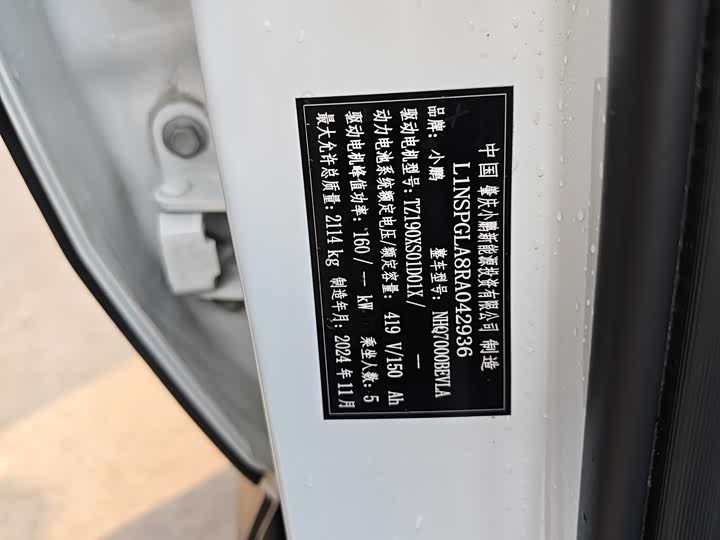 中国 肇庆小鹏新能源投资有限公司 制造
L1NSPGLA8RA042936
品牌：小鹏 整车型号：NHQ7000BEVLA
驱动电机型号：TZ190XS01D01X/ —
动力电池系统额定电压/额定容量：419 V/150 Ah
驱动电机峰值功率：160/ — kW 乘坐人数：5
最大允许总质量：2114 kg 制造年月：2024 年 11月